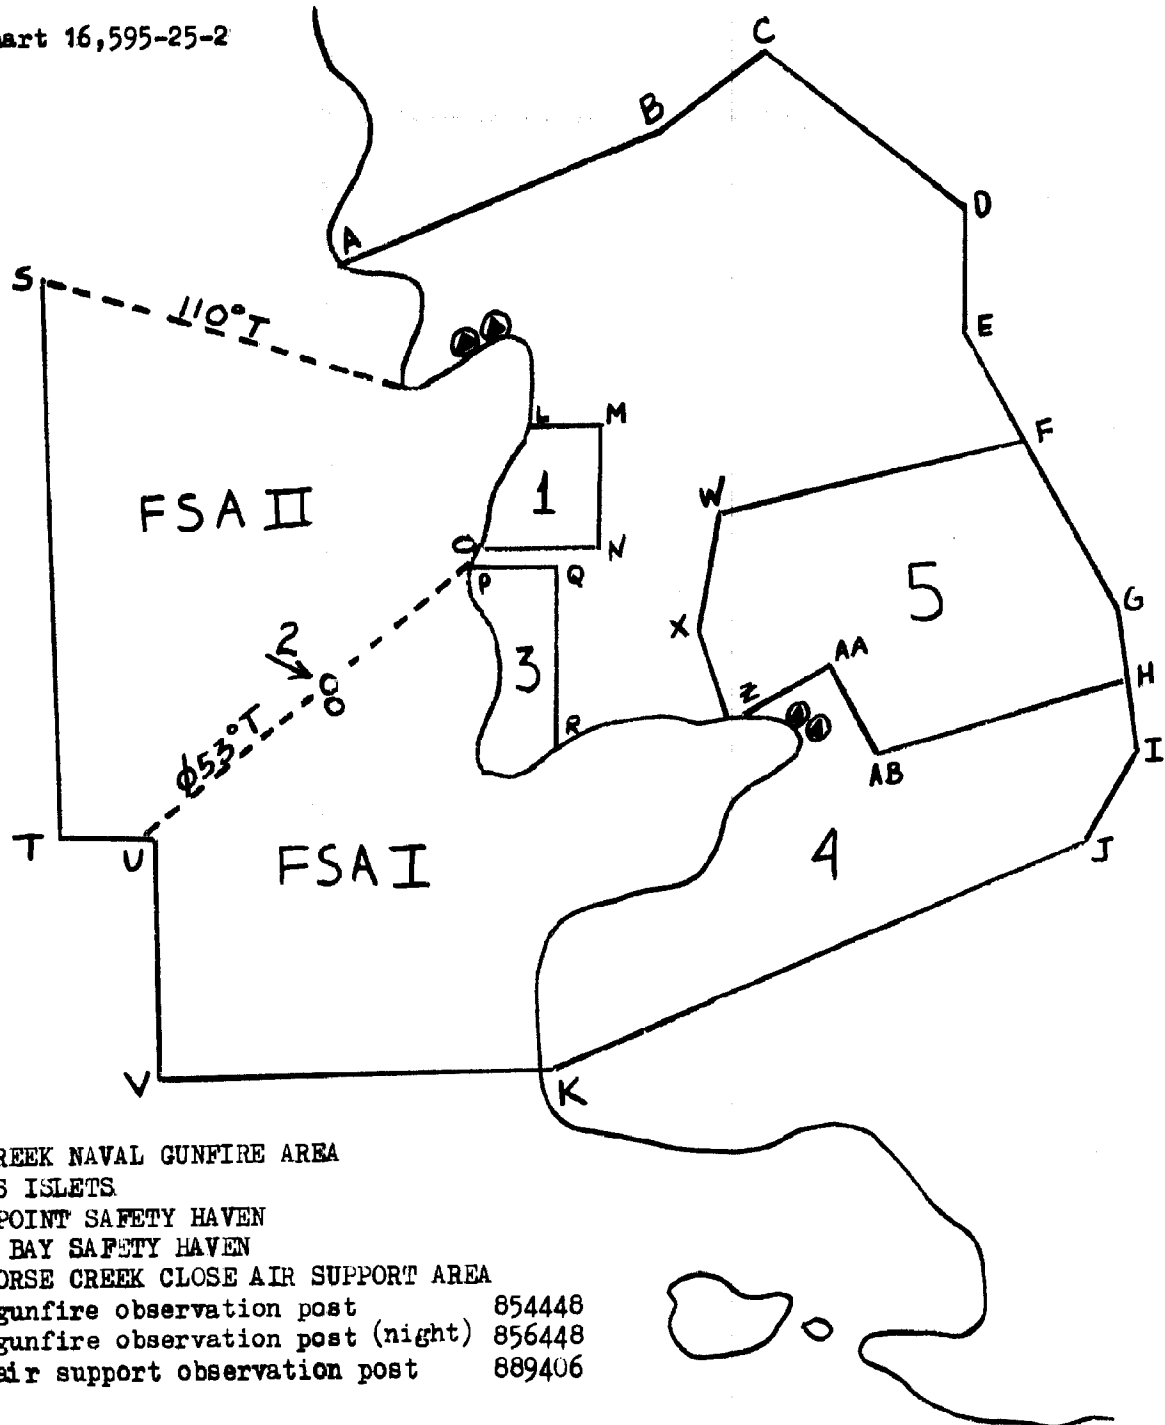 art 16,595-25-2
C
B
D
A
S
110°T
E
L
M
F
W
FSA II
1
O
N
P
Q
5
G
X
2
3
AA
H
Z
R
I
φ53°T
AB
T
U
FSA I
4
J
V
K
REEK NAVAL GUNFIRE AREA
S ISLETS
POINT SAFETY HAVEN
BAY SAFETY HAVEN
ORSE CREEK CLOSE AIR SUPPORT AREA
gunfire observation post 854448
gunfire observation post (night) 856448
air support observation post 889406